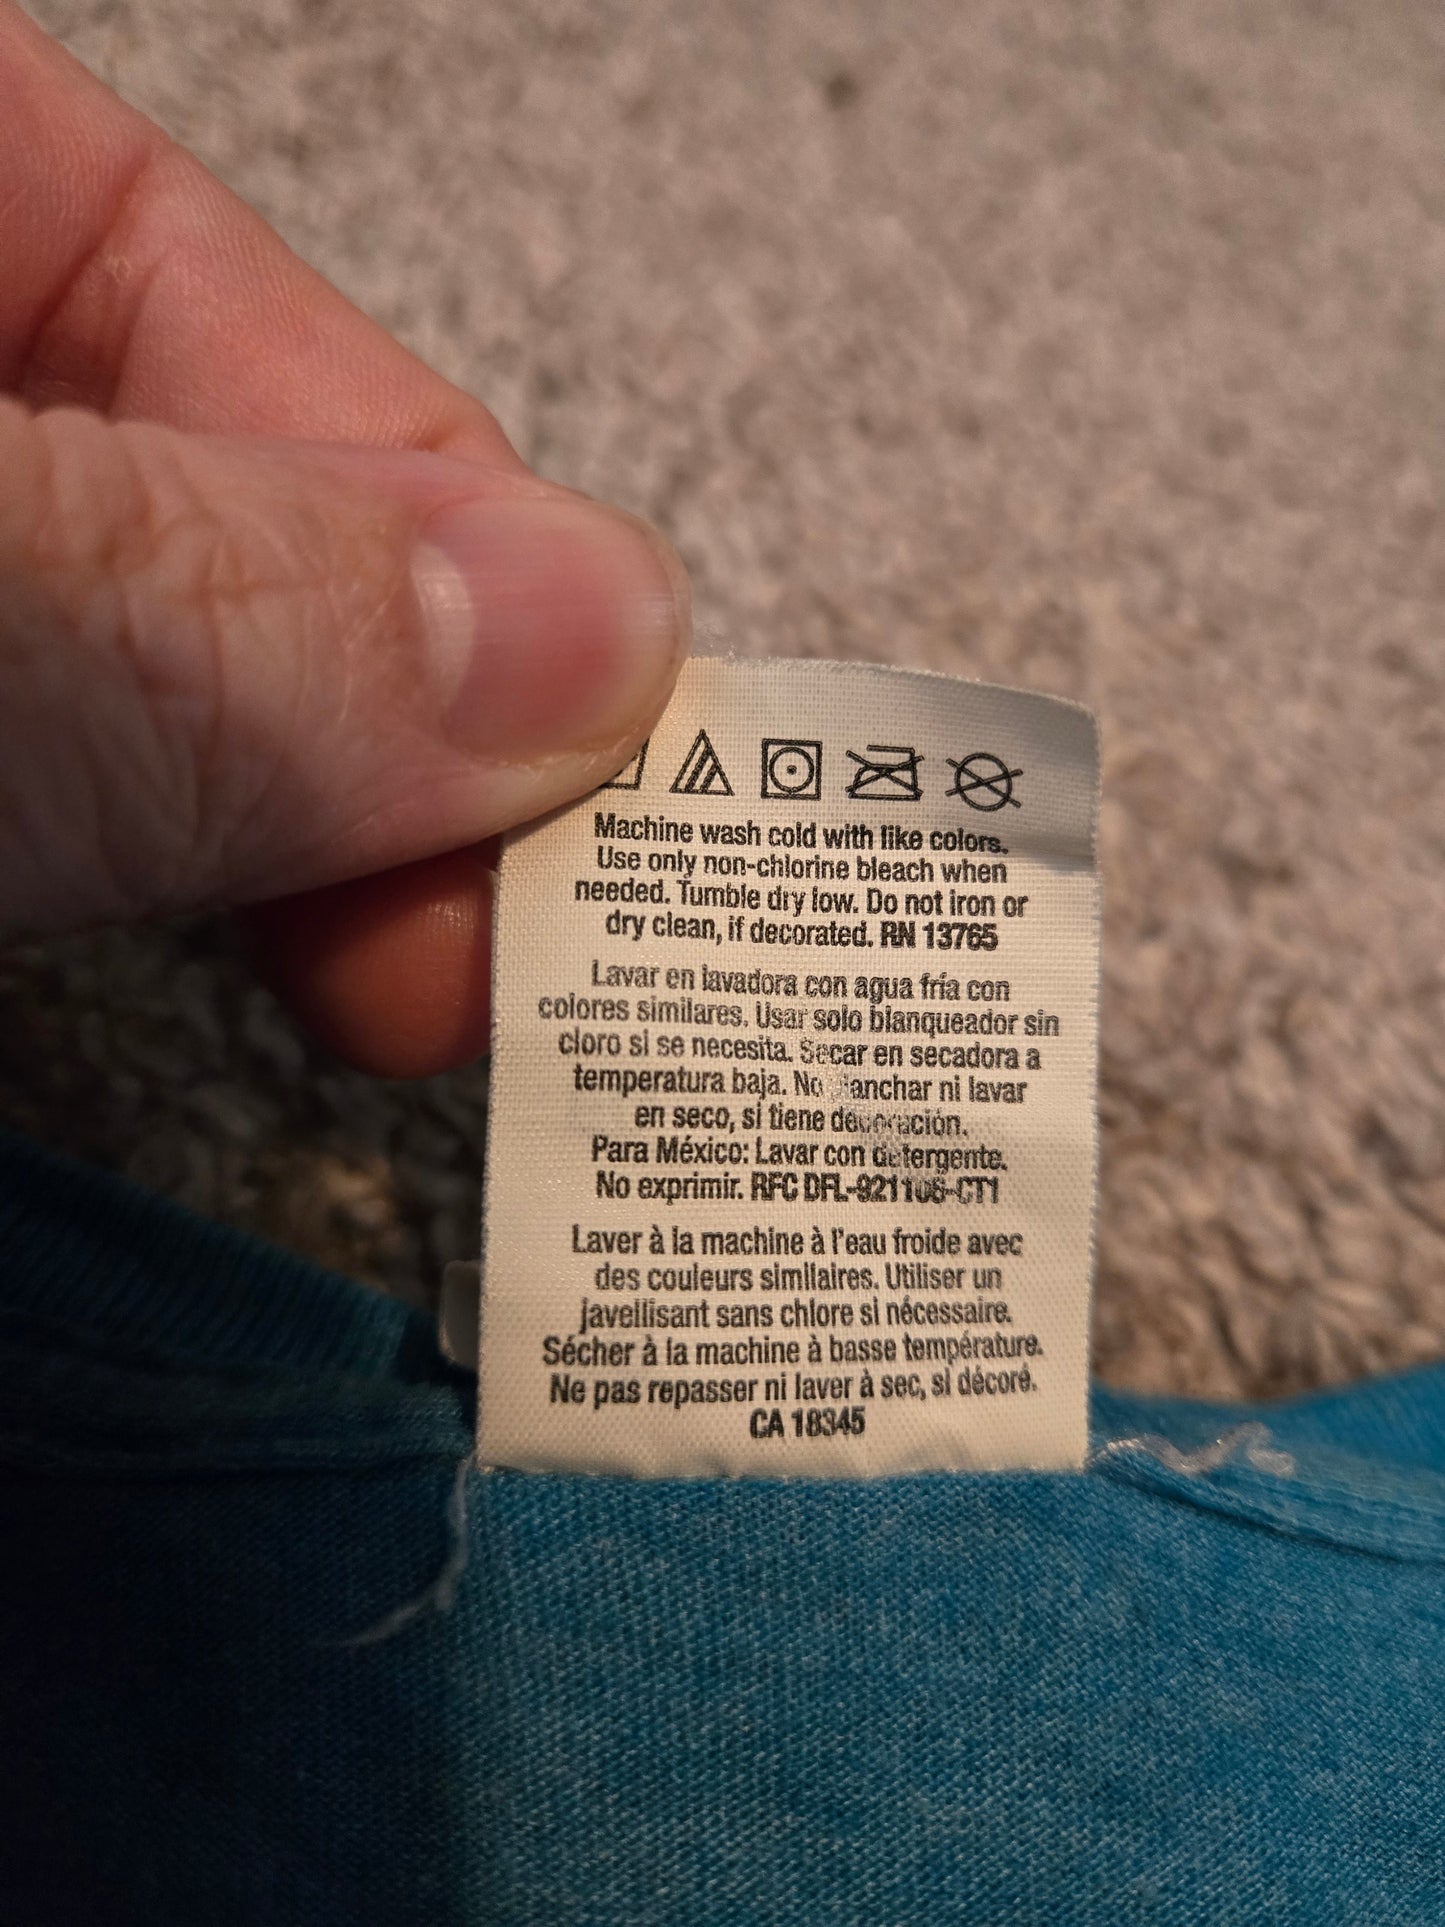 Machine wash cold with like colors.
Use only non-chlorine bleach when
needed. Tumble dry low. Do not iron or
dry clean, if decorated. RN 13765
Lavar en lavadora con agua fría con
colores similares. Usar solo blanqueador sin
cloro si se necesita. Secar en secadora a
temperatura baja. No planchar ni lavar
en seco, si tiene decoración.
Para México: Lavar con detergente.
No exprimir. RFC DFL-921106-CT1
Laver à la machine à l'eau froide avec
des couleurs similaires. Utiliser un
javellisant sans chlore si nécessaire.
Sécher à la machine à basse température.
Ne pas repasser ni laver à sec, si décoré.
CA 18345